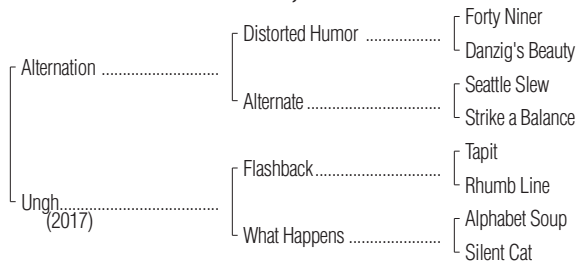 Forty Niner
Distorted Humor ..................
Danzig's Beauty
Alternation ............................
Seattle Slew
Alternate ................................
Strike a Balance
Tapit
Flashback..............................
Rhumb Line
Ungh......................................
(2017)
Alphabet Soup
What Happens ......................
Silent Cat